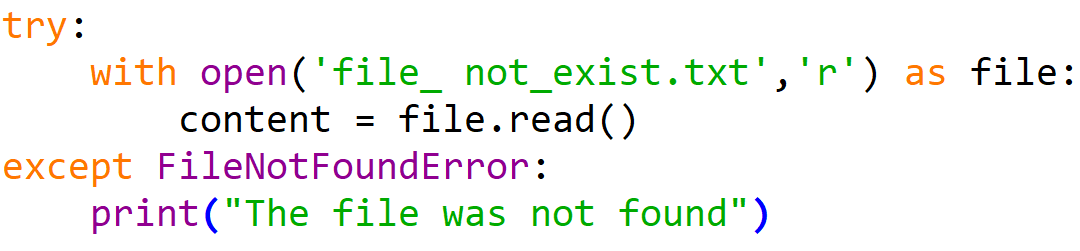 try:
    with open('file_ not_exist.txt','r') as file:
        content = file.read()
except FileNotFoundError:
    print("The file was not found")